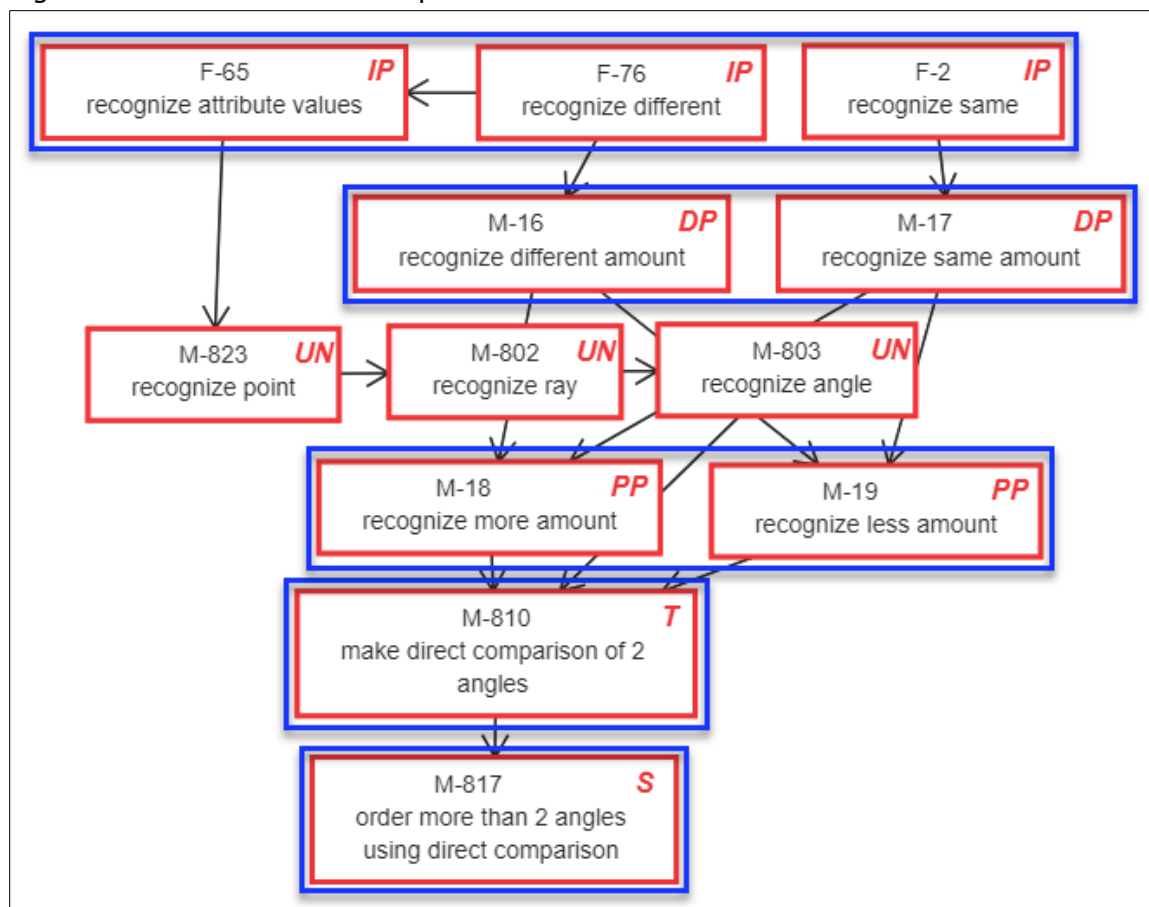 F-65 IP
recognize attribute values
F-76 IP
recognize different
F-2 IP
recognize same
M-16 DP
recognize different amount
M-17 DP
recognize same amount
M-823 UN
recognize point
M-802 UN
recognize ray
M-803 UN
recognize angle
M-18 PP
recognize more amount
M-19 PP
recognize less amount
M-810 T
make direct comparison of 2
angles
M-817 S
order more than 2 angles
using direct comparison